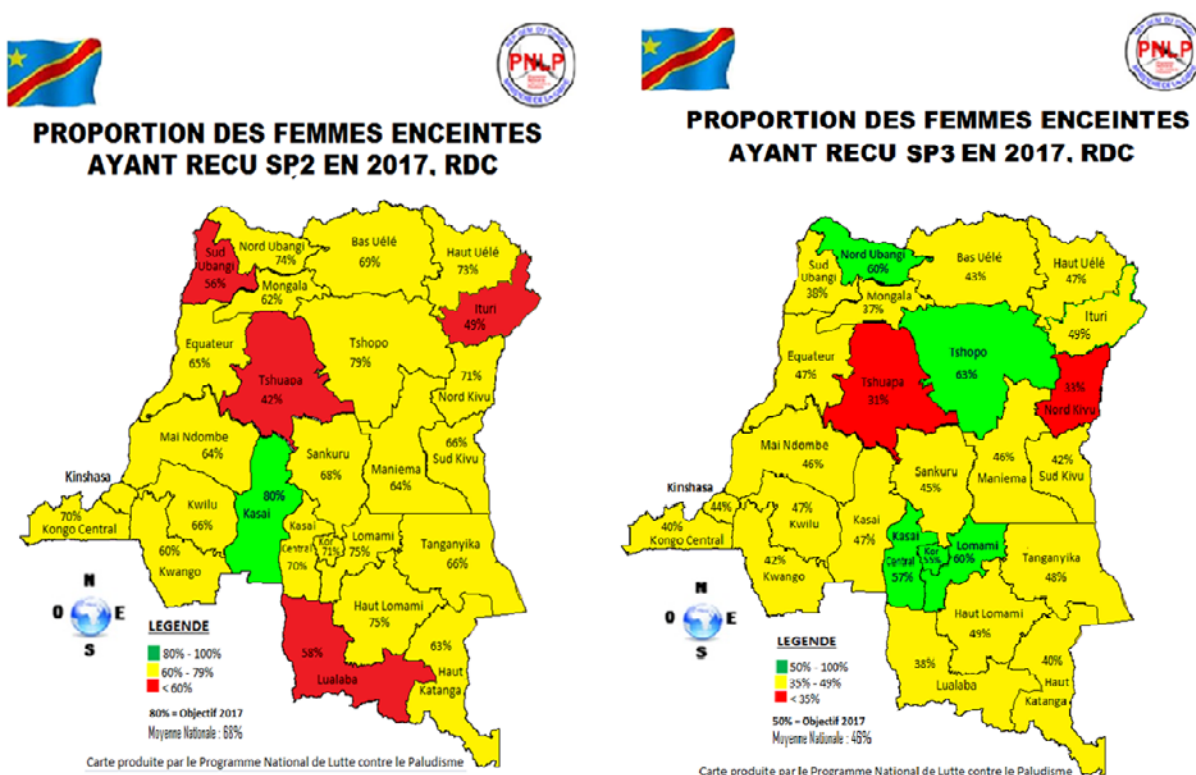 PNLP
PROPORTION DES FEMMES ENCEINTES
AYANT RECU SP2 EN 2017. RDC
Sud
Ubangi
56%
Nord Ubangi
74%
Bas Uélé
69%
Haut Uélé
73%
Mongala
62%
Ituri
49%
Equateur
65%
Tshuapa
42%
Tshopo
79%
71%
Nord Kivu
Mai Ndombe
64%
Sankuru
68%
Maniema
64%
66%
Sud Kivu
Kinshasa
70%
Kongo Central
Kwilu
66%
80%
Kasai
60%
Kwango
Kasai
Central
70%
Kor
71%
Lomami
75%
Tanganyika
66%
Haut Lomami
75%
58%
Lualaba
63%
Haut
Katanga
N
O E
S
LEGENDE
80% - 100%
60% - 79%
< 60%
80% = Objectif 2017
Moyenne Nationale : 68%
Carte produite par le Programme National de Lutte contre le Paludisme
PNLP
PROPORTION DES FEMMES ENCEINTES
AYANT RECU SP3 EN 2017. RDC
Sud
Ubangi
38%
Nord Ubangi
60%
Bas Uélé
43%
Haut Uélé
47%
Mongala
37%
Ituri
49%
Equateur
47%
Tshuapa
31%
Tshopo
63%
33%
Nord Kivu
Mai Ndombe
46%
Sankuru
45%
46%
Maniema
42%
Sud Kivu
Kinshasa
44%
40%
Kongo Central
47%
Kwilu
42%
Kwango
Kasai
47%
Kasai
Central
57%
Kor
55%
Lomami
60%
Tanganyika
48%
Haut Lomami
49%
38%
Lualaba
40%
Haut
Katanga
N
O E
S
LEGENDE
50% - 100%
35% - 49%
< 35%
50% = Objectif 2017
Moyenne Nationale : 46%
Carte produite par le Programme National de Lutte contre le Paludisme